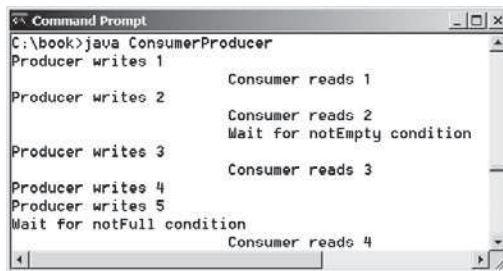 Command Prompt
C:\book>java ConsumerProducer
Producer writes 1
Consumer reads 1
Producer writes 2
Consumer reads 2
Wait for notEmpty condition
Producer writes 3
Consumer reads 3
Producer writes 4
Producer writes 5
Wait for notFull condition
Consumer reads 4